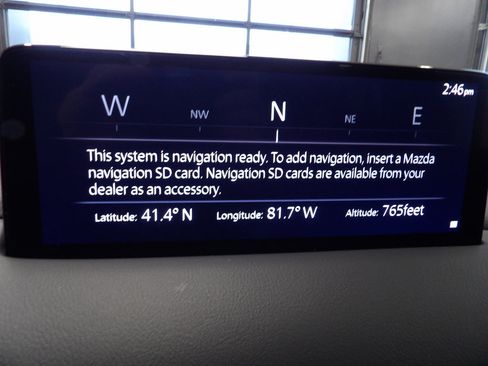 2:46pm
W NW N NE E
This system is navigation ready. To add navigation, insert a Mazda
navigation SD card. Navigation SD cards are available from your
dealer as an accessory.
Latitude: 41.4° N Longitude: 81.7° W Altitude: 765feet